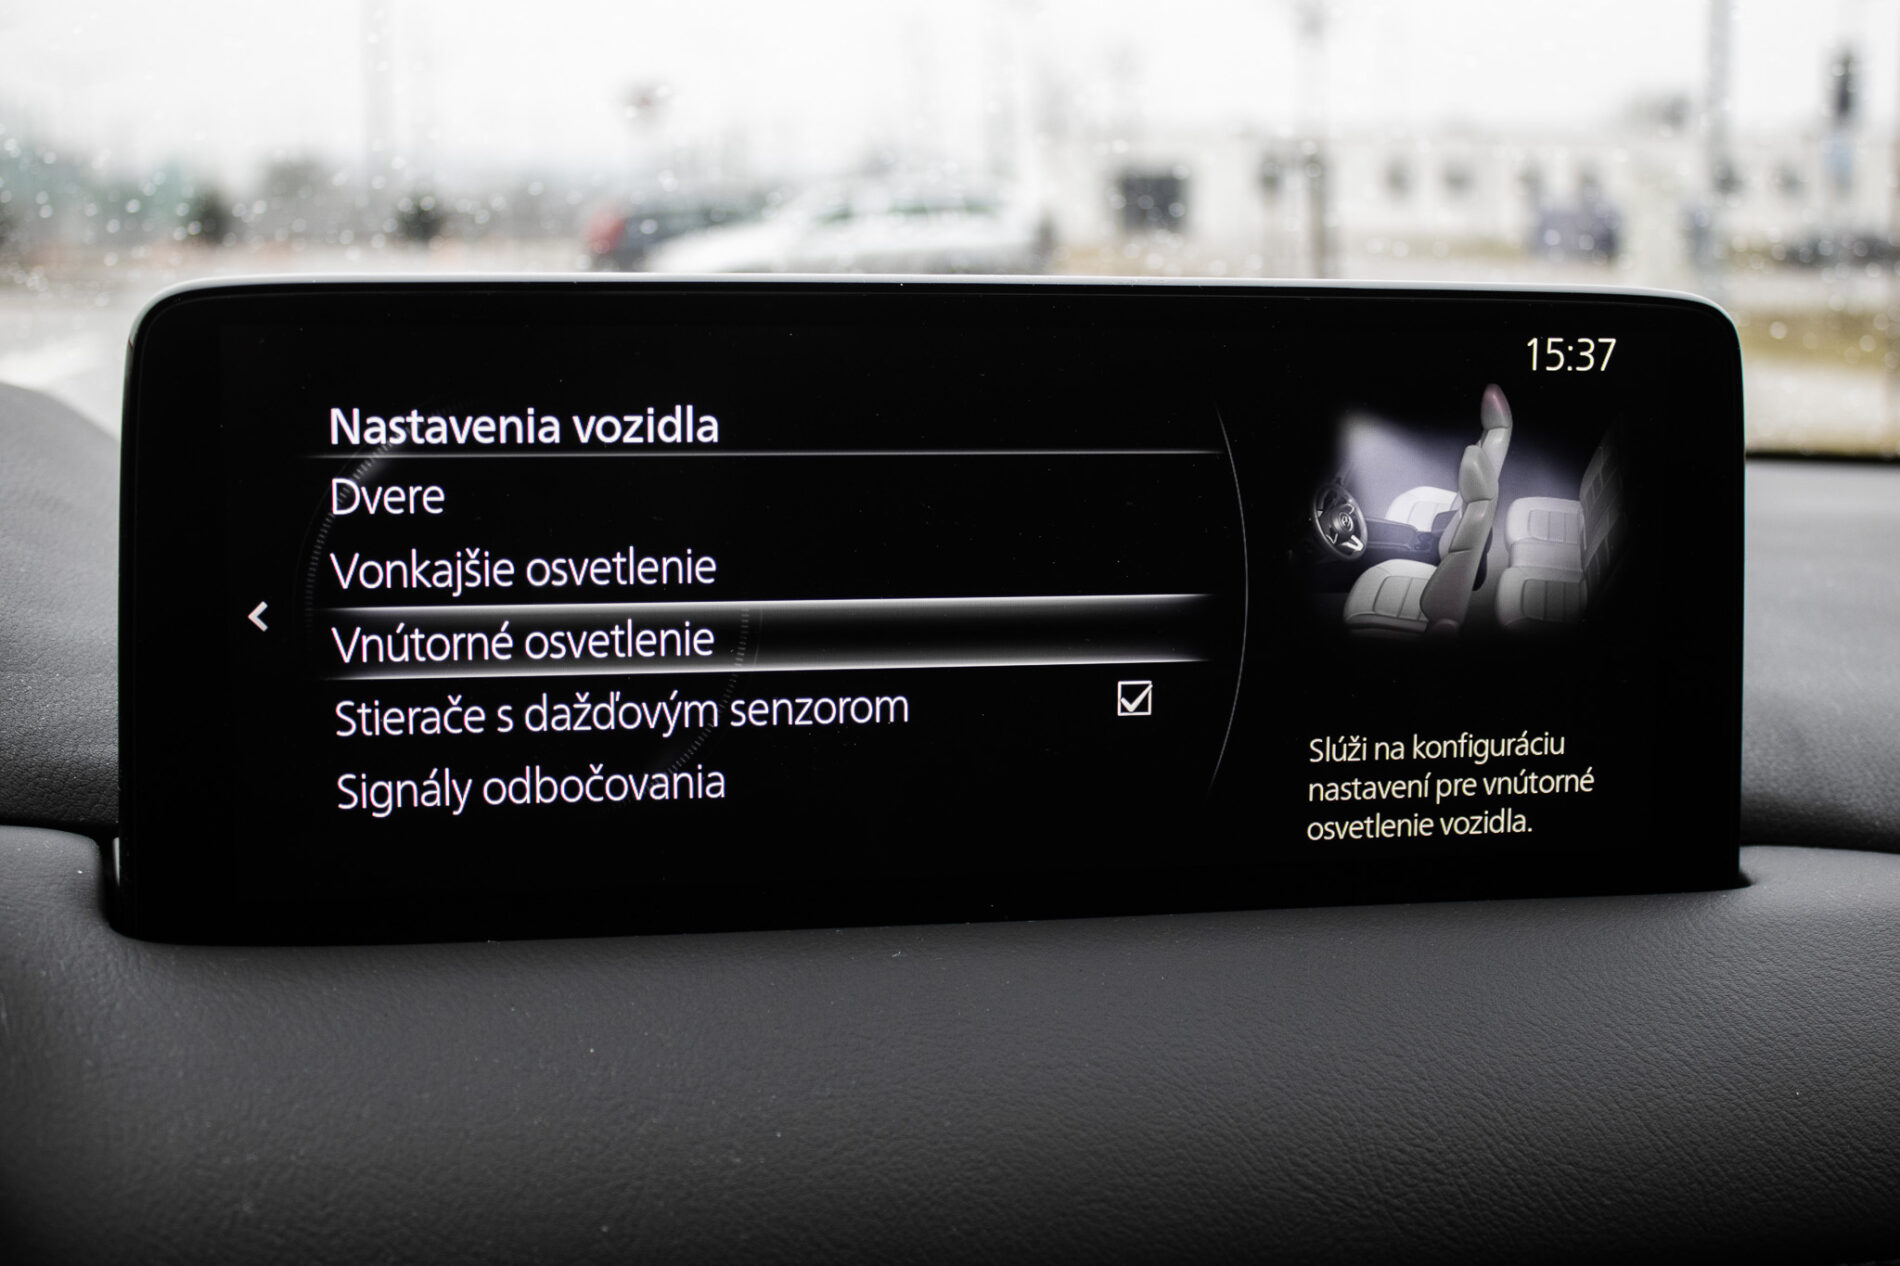 15:37
Nastavenia vozidla
Dvere
Vonkajšie osvetlenie
Vnútorné osvetlenie
Stierače s dažďovým senzorom
Signály odbočovania
Slúži na konfiguráciu
nastavení pre vnútorné
osvetlenie vozidla.